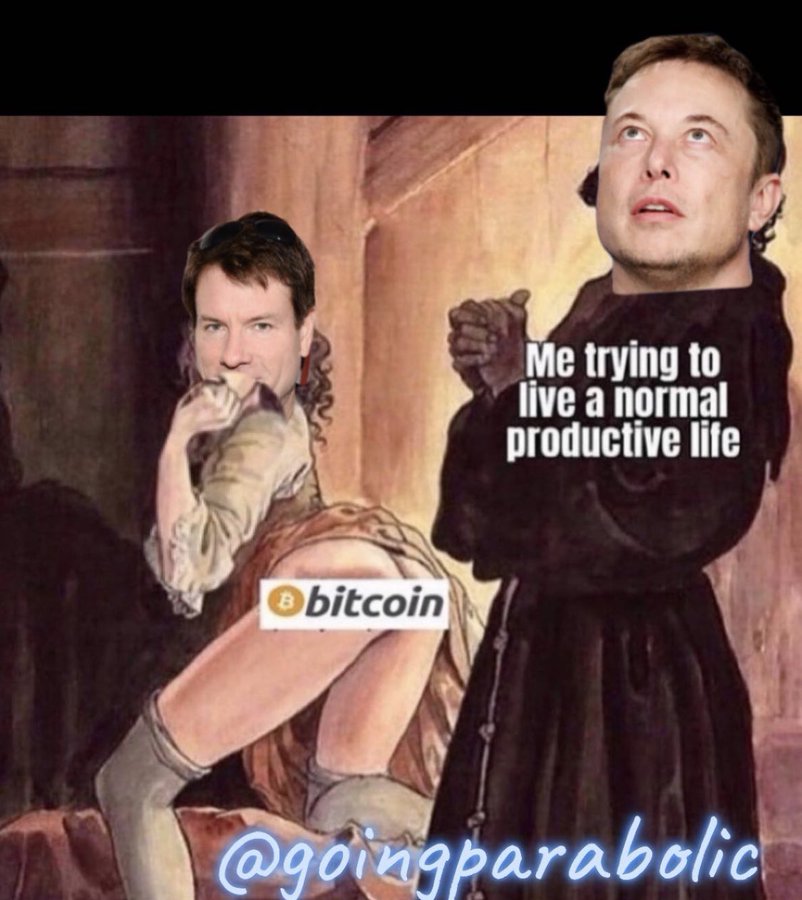 Me trying to
live a normal
productive life
bitcoin
@goingparabolic